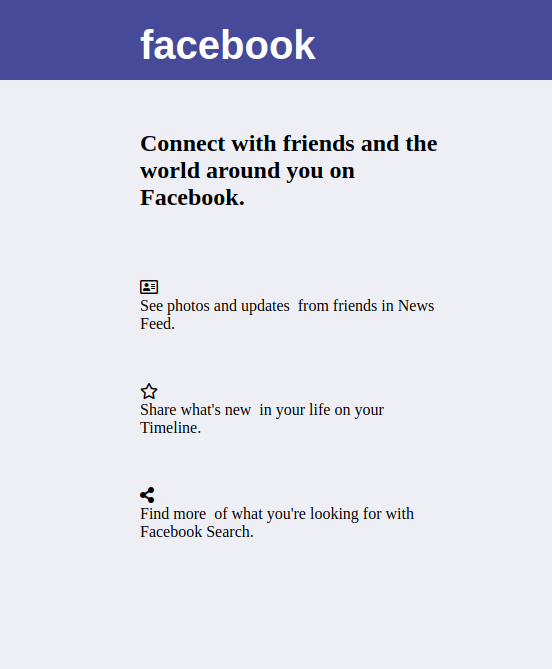 facebook
Connect with friends and the
world around you on
Facebook.
See photos and updates  from friends in News
Feed.
Share what's new  in your life on your
Timeline.
Find more  of what you're looking for with
Facebook Search.